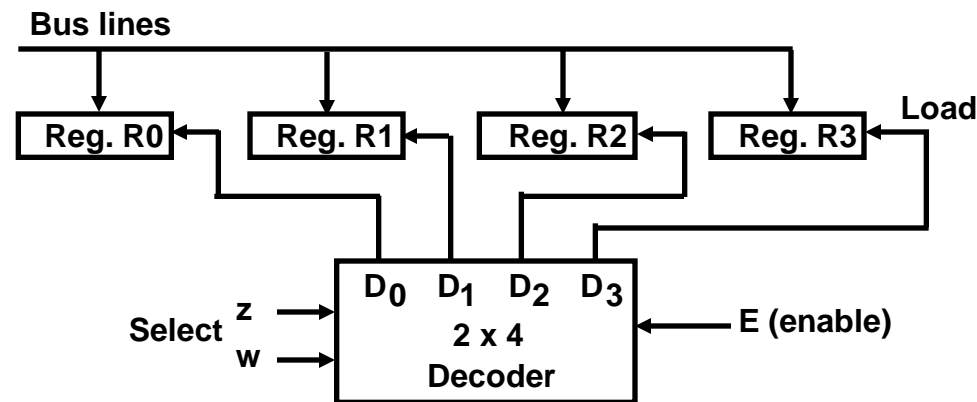 Bus lines
Load
Reg. R0 Reg. R1 Reg. R2 Reg. R3
D0 D1 D2 D3
z
Select
w
2 x 4
Decoder
E (enable)